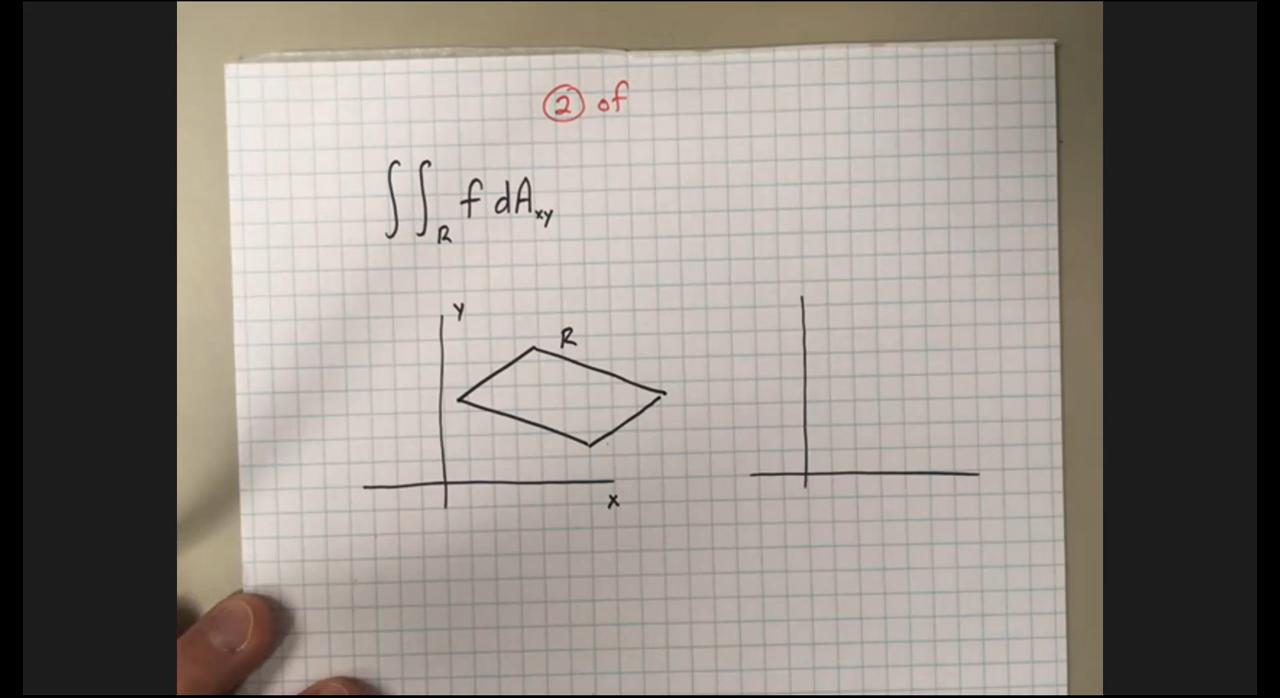 ② of
∫∫_R f dA_xy
y
R
x